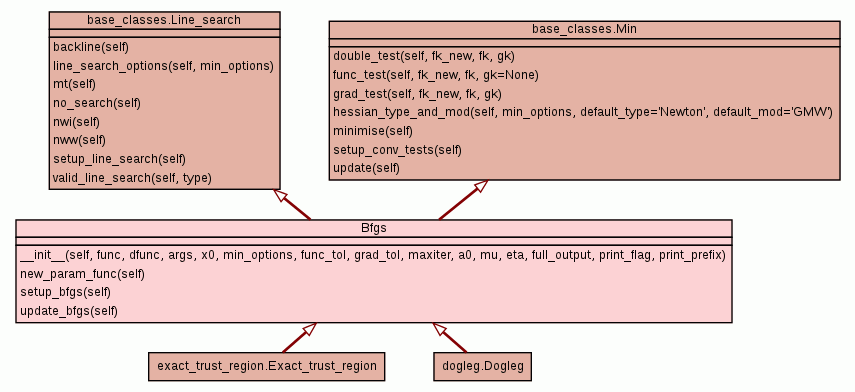 base_classes.Line_search
backline(self)
line_search_options(self, min_options)
mt(self)
no_search(self)
nwi(self)
nww(self)
setup_line_search(self)
valid_line_search(self, type)
base_classes.Min
double_test(self, fk_new, fk, gk)
func_test(self, fk_new, fk, gk=None)
grad_test(self, fk_new, fk, gk)
hessian_type_and_mod(self, min_options, default_type='Newton', default_mod='GMW')
minimise(self)
setup_conv_tests(self)
update(self)
Bfgs
__init__(self, func, dfunc, args, x0, min_options, func_tol, grad_tol, maxiter, a0, mu, eta, full_output, print_flag, print_prefix)
new_param_func(self)
setup_bfgs(self)
update_bfgs(self)
exact_trust_region.Exact_trust_region
dogleg.Dogleg